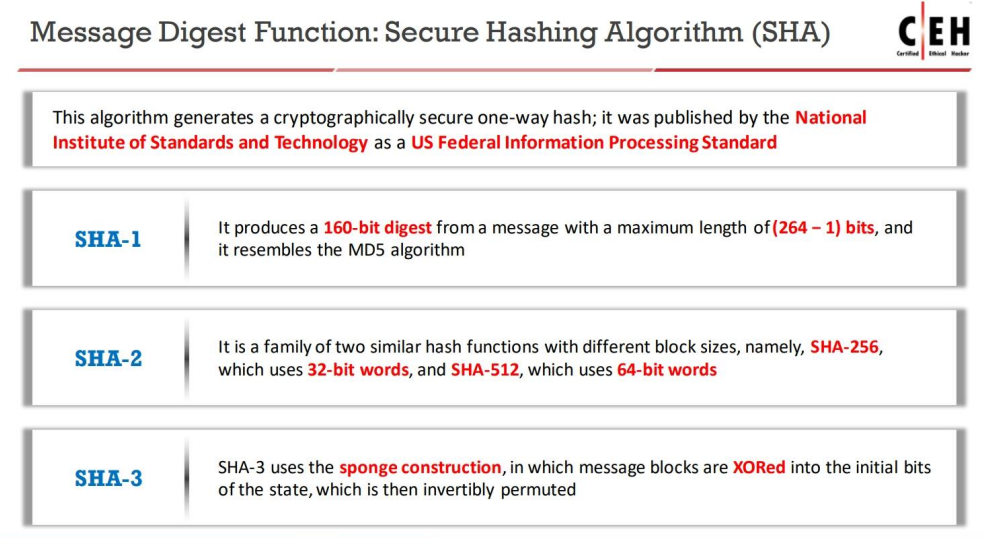 Message Digest Function: Secure Hashing Algorithm (SHA)
C|EH
Certified Ethical Hacker
This algorithm generates a cryptographically secure one-way hash; it was published by the National
Institute of Standards and Technology as a US Federal Information Processing Standard
SHA-1
It produces a 160-bit digest from a message with a maximum length of (264 – 1) bits, and
it resembles the MD5 algorithm
SHA-2
It is a family of two similar hash functions with different block sizes, namely, SHA-256,
which uses 32-bit words, and SHA-512, which uses 64-bit words
SHA-3
SHA-3 uses the sponge construction, in which message blocks are XORed into the initial bits
of the state, which is then invertibly permuted